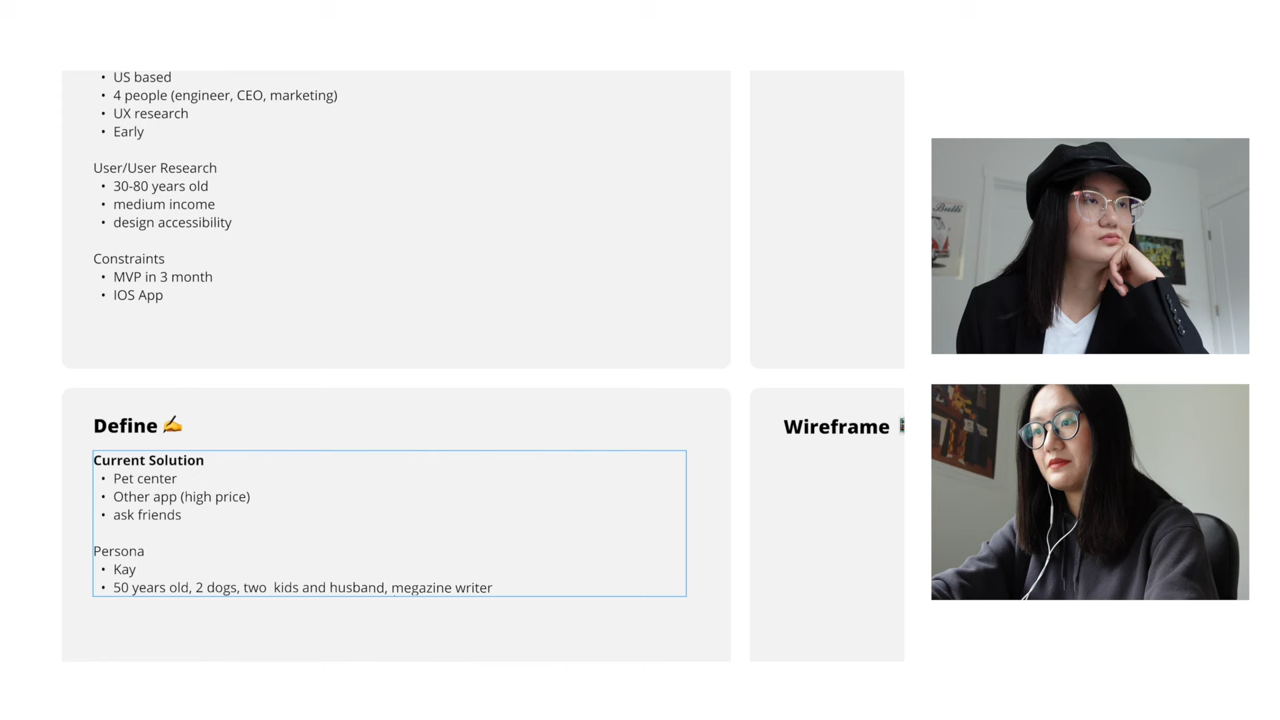 US based
4 people (engineer, CEO, marketing)
UX research
Early
User/User Research
30-80 years old
medium income
design accessibility
Constraints
MVP in 3 month
IOS App
Define ✍️
Current Solution
Pet center
Other app (high price)
ask friends
Persona
Kay
50 years old, 2 dogs, two  kids and husband, megazine writer
Wireframe